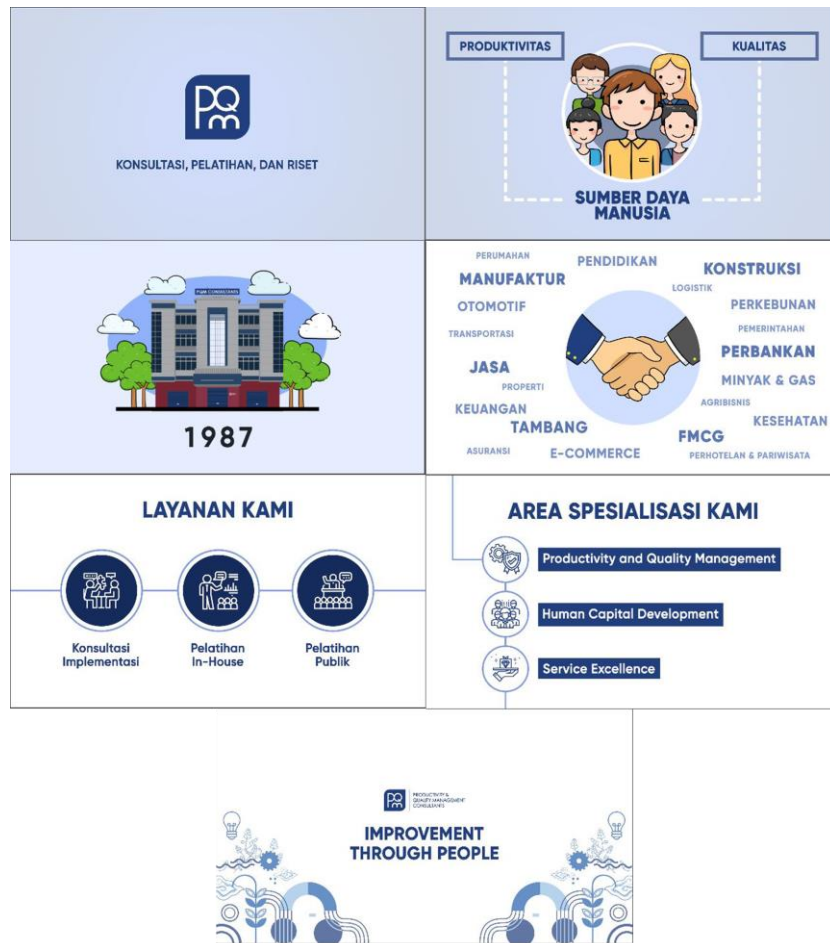 PQM
KONSULTASI, PELATIHAN, DAN RISET
PRODUKTIVITAS
KUALITAS
SUMBER DAYA
MANUSIA
PQM CONSULTANTS
1987
PERUMAHAN
PENDIDIKAN
KONSTRUKSI
MANUFAKTUR
LOGISTIK
OTOMOTIF
PERKEBUNAN
TRANSPORTASI
PEMERINTAHAN
PERBANKAN
JASA
MINYAK & GAS
PROPERTI
AGRIBISNIS
KEUANGAN
KESEHATAN
TAMBANG
FMCG
ASURANSI
E-COMMERCE
PERHOTELAN & PARIWISATA
LAYANAN KAMI
Konsultasi
Implementasi
Pelatihan
In-House
Pelatihan
Publik
AREA SPESIALISASI KAMI
Productivity and Quality Management
Human Capital Development
Service Excellence
PQM
PRODUCTIVITY &
QUALITY MANAGEMENT
CONSULTANTS
IMPROVEMENT
THROUGH PEOPLE